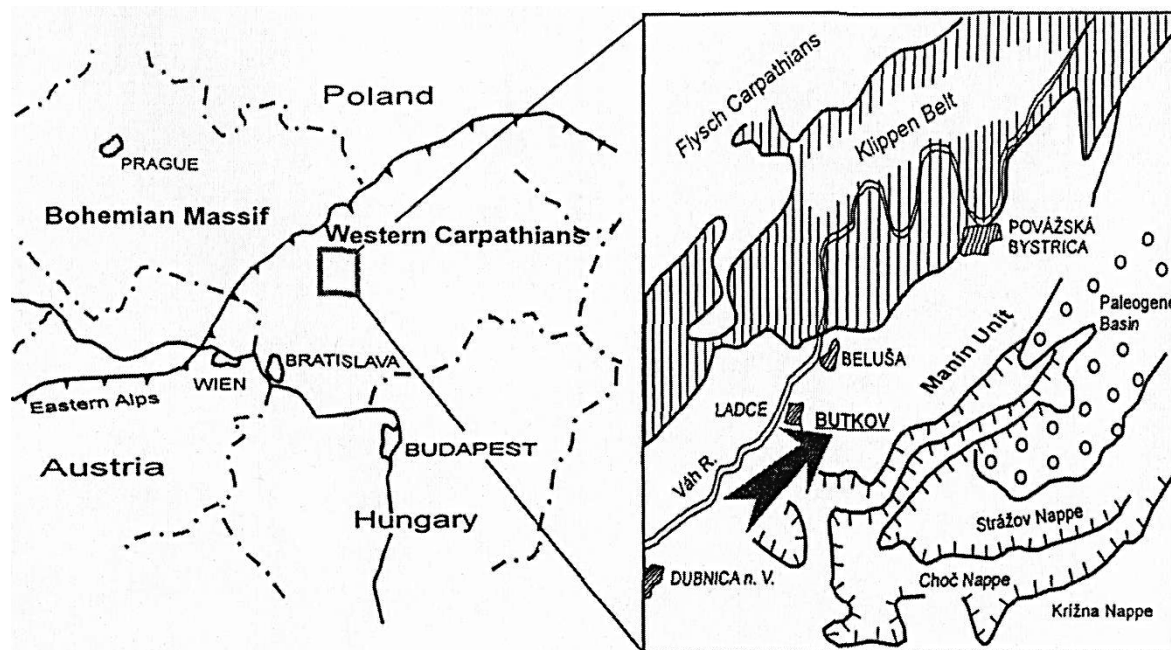 Poland
PRAGUE
Bohemian Massif
Western Carpathians
BRATISLAVA
WIEN
Eastern Alps
BUDAPEST
Austria
Hungary
Flysch Carpathians
Klippen Belt
POVÁŽSKÁ
BYSTRICA
Paleogene
Basin
Manín Unit
BELUŠA
LADCE
BUTKOV
Váh R.
Strážov Nappe
DUBNICA n. V.
Choč Nappe
Krížna Nappe